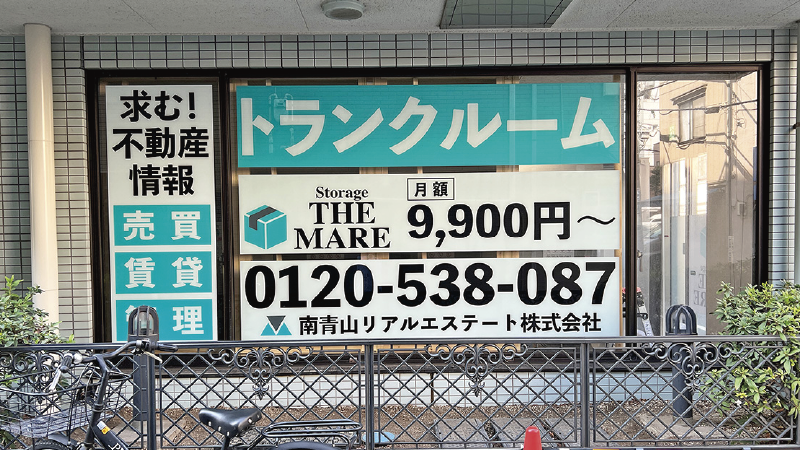 求む!
不動産
情報
売買
賃貸
理
トランクルーム
Storage
THE
MARE
月額
9,900円~
0120-538-087
南青山リアルエステート株式会社